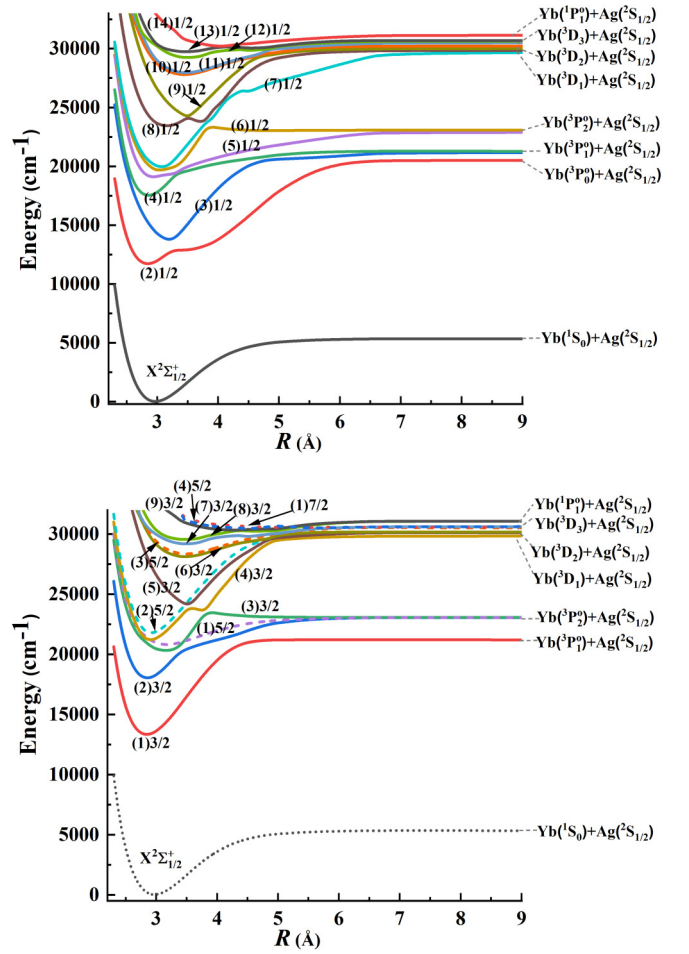 (14)1/2
(13)1/2
(12)1/2
(10)1/2
(11)1/2
(9)1/2
(7)1/2
(8)1/2
(6)1/2
(5)1/2
(4)1/2
(3)1/2
(2)1/2
X²Σ⁺₁/₂
Yb(¹P₁ᵒ)+Ag(²S₁/₂)
Yb(³D₃)+Ag(²S₁/₂)
Yb(³D₂)+Ag(²S₁/₂)
Yb(³D₁)+Ag(²S₁/₂)
Yb(³P₂ᵒ)+Ag(²S₁/₂)
Yb(³P₁ᵒ)+Ag(²S₁/₂)
Yb(³P₀ᵒ)+Ag(²S₁/₂)
Yb(¹S₀)+Ag(²S₁/₂)
30000
25000
20000
15000
10000
5000
0
Energy (cm⁻¹)
3 4 5 6 7 8 9
R (Å)
(4)5/2
(9)3/2
(7)3/2
(8)3/2
(1)7/2
(3)5/2
(5)3/2
(6)3/2
(4)3/2
(2)5/2
(3)3/2
(1)5/2
(2)3/2
(1)3/2
X²Σ⁺₁/₂
Yb(¹P₁ᵒ)+Ag(²S₁/₂)
Yb(³D₃)+Ag(²S₁/₂)
Yb(³D₂)+Ag(²S₁/₂)
Yb(³D₁)+Ag(²S₁/₂)
Yb(³P₂ᵒ)+Ag(²S₁/₂)
Yb(³P₁ᵒ)+Ag(²S₁/₂)
Yb(¹S₀)+Ag(²S₁/₂)
30000
25000
20000
15000
10000
5000
0
Energy (cm⁻¹)
3 4 5 6 7 8 9
R (Å)